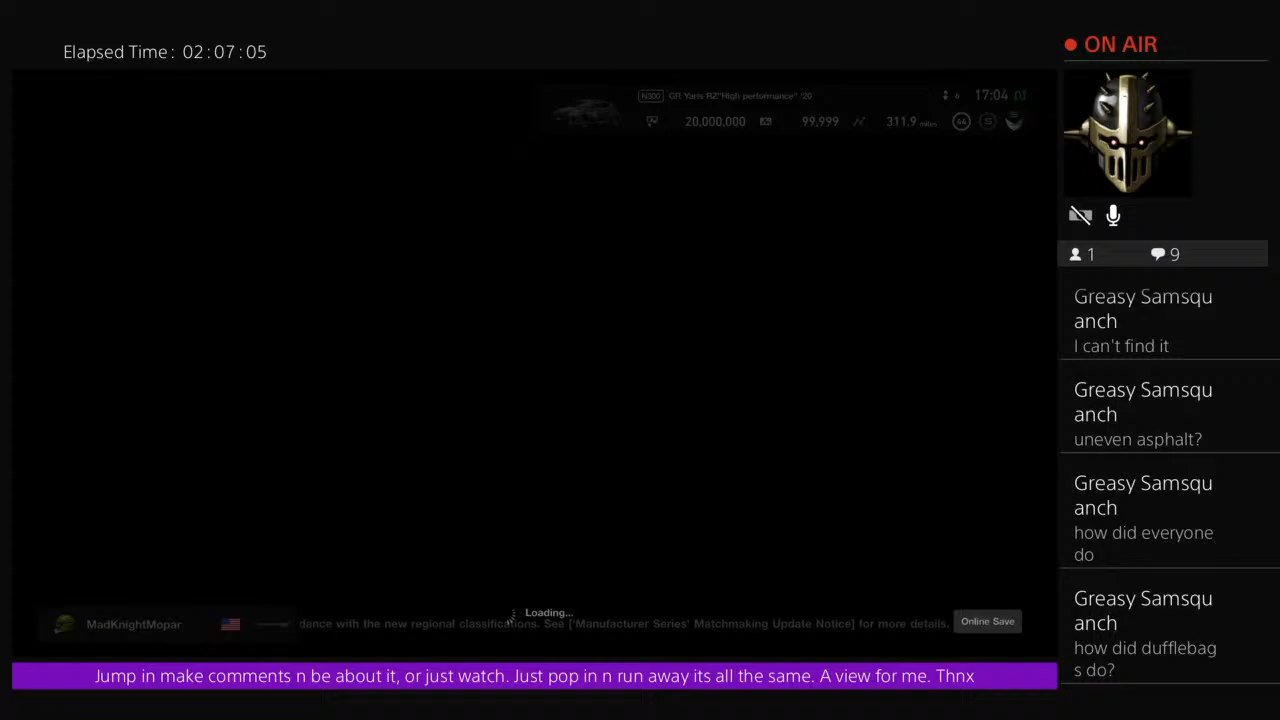 Elapsed Time: 02:07:05
ON AIR
N300 GR Yaris RZ"High performance" '20
6 17:04
20,000,000 99,999 311.9 miles 44 S
1 9
Greasy Samsqu
anch
I can't find it
Greasy Samsqu
anch
uneven asphalt?
Greasy Samsqu
anch
how did everyone
do
Greasy Samsqu
anch
how did dufflebag
s do?
Loading...
MadKnightMopar
dance with the new regional classifications. See ['Manufacturer Series' Matchmaking Update Notice] for more details.
Online Save
Jump in make comments n be about it, or just watch. Just pop in n run away its all the same. A view for me. Thnx